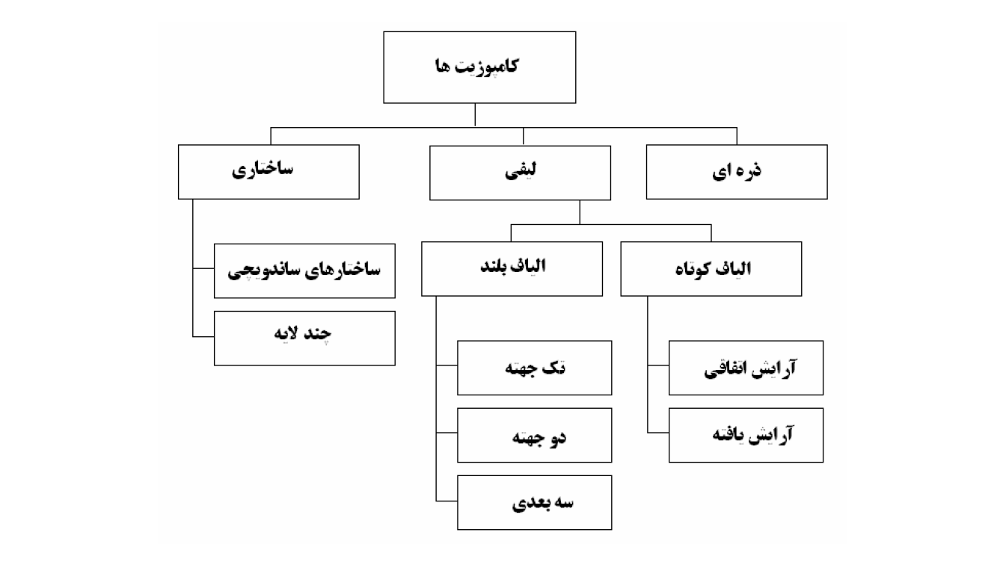 کامپوزیت ها
ذره ای
لیفی
ساختاری
الیاف کوتاه
الیاف بلند
ساختارهای ساندویچی
چند لایه
آرایش اتفاقی
تک جهته
آرایش یافته
دو جهته
سه بعدی